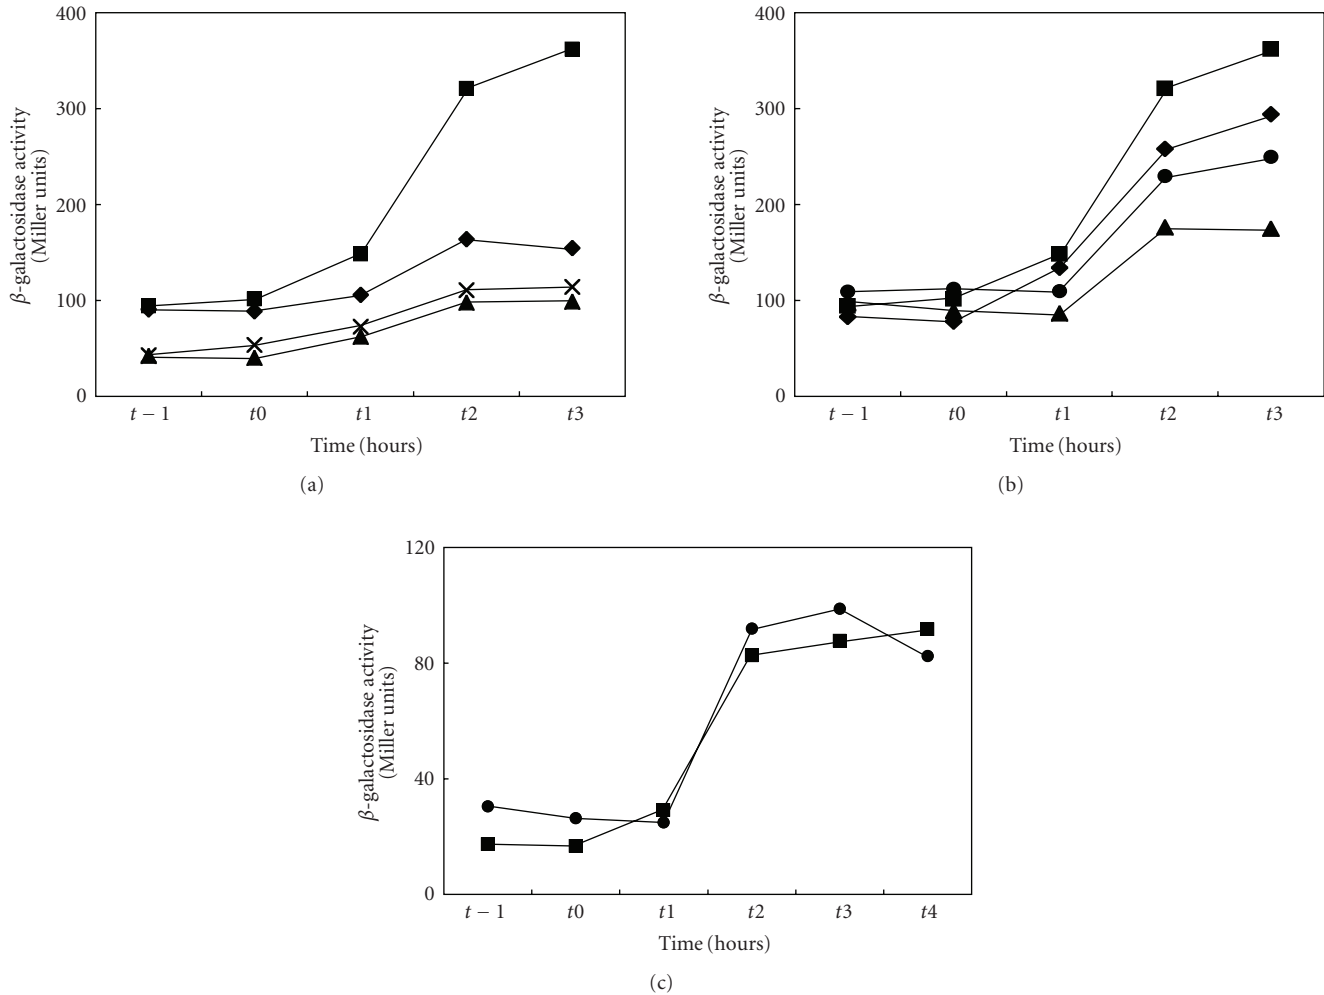 400
300
200
100
0
β-galactosidase activity
(Miller units)
t − 1 t0 t1 t2 t3
Time (hours)
(a)
400
300
200
100
0
β-galactosidase activity
(Miller units)
t − 1 t0 t1 t2 t3
Time (hours)
(b)
120
80
40
0
β-galactosidase activity
(Miller units)
t − 1 t0 t1 t2 t3 t4
Time (hours)
(c)